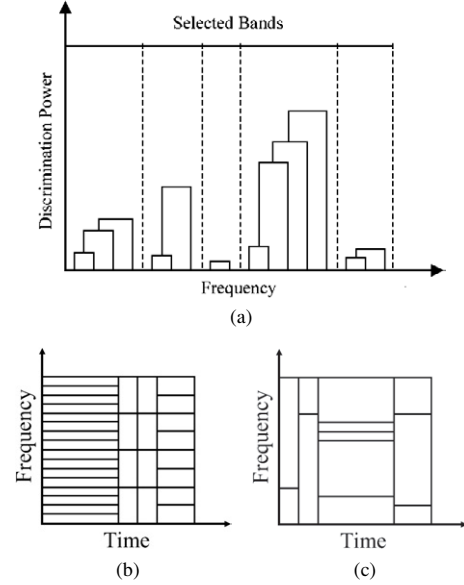 Selected Bands
Discrimination Power
Frequency
(a)
Frequency
Time
(b)
Frequency
Time
(c)